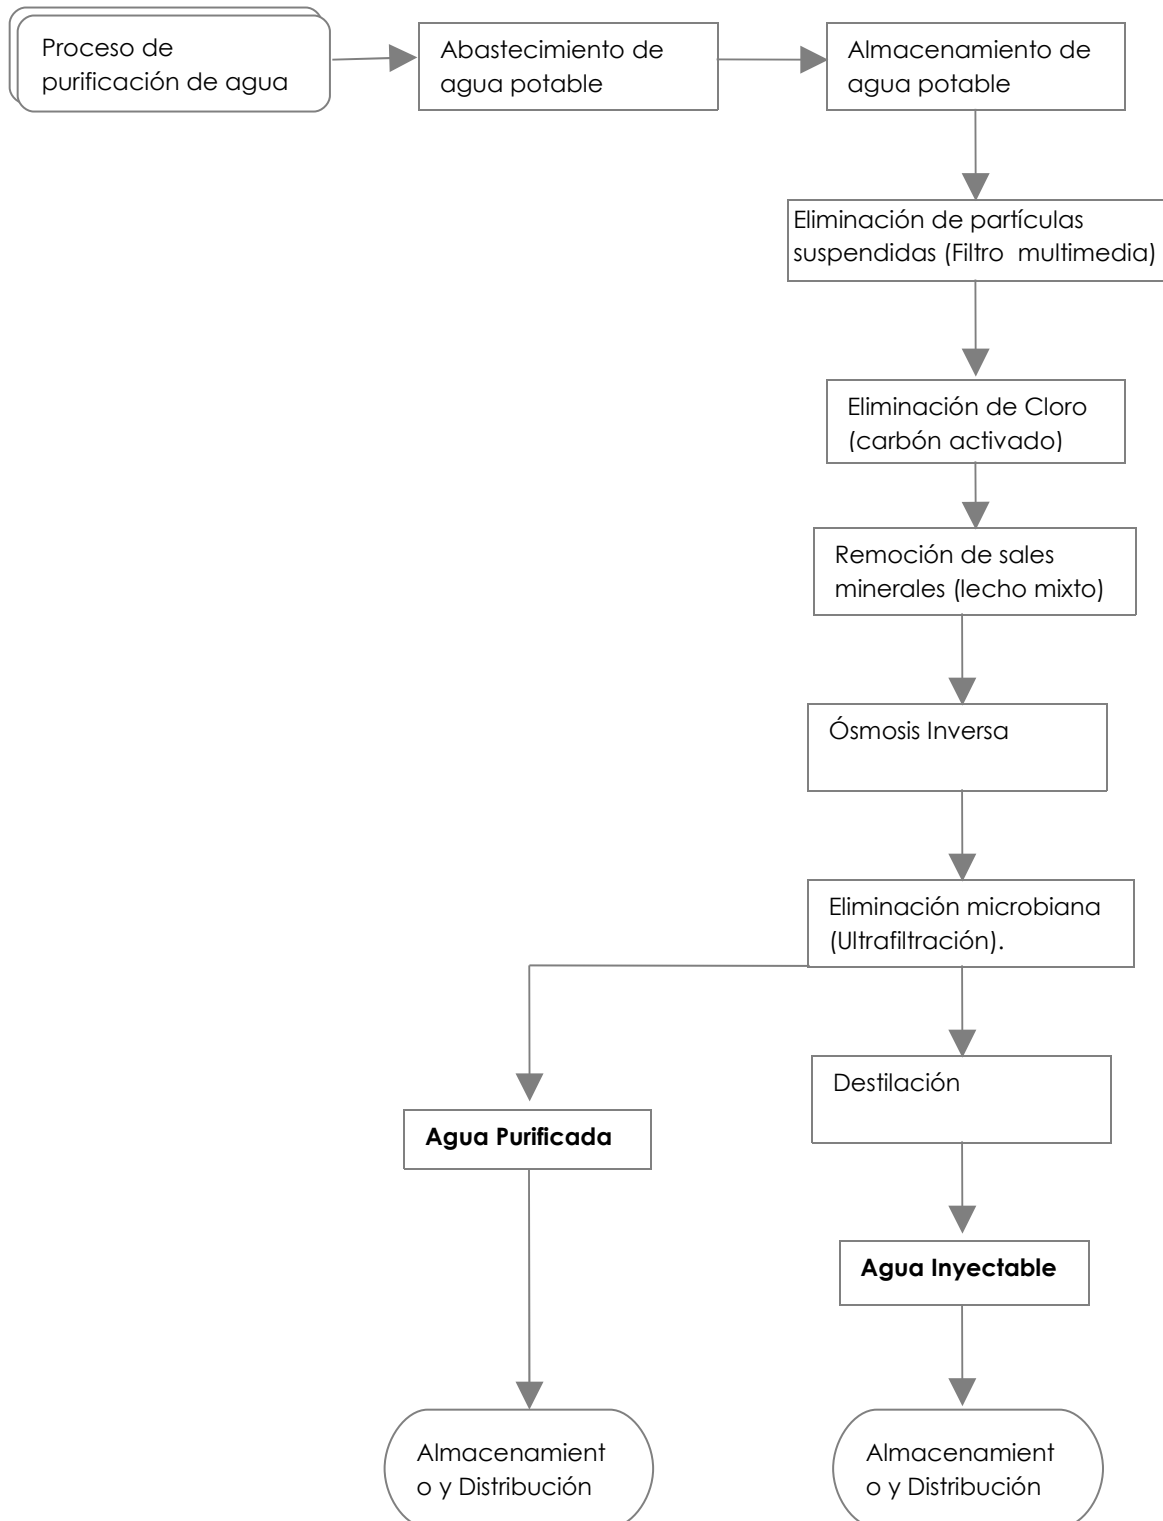 Proceso de
purificación de agua
Abastecimiento de
agua potable
Almacenamiento de
agua potable
Eliminación de partículas
suspendidas (Filtro  multimedia)
Eliminación de Cloro
(carbón activado)
Remoción de sales
minerales (lecho mixto)
Ósmosis Inversa
Eliminación microbiana
(Ultrafiltración).
Destilación
Agua Purificada
Agua Inyectable
Almacenamient
o y Distribución
Almacenamient
o y Distribución